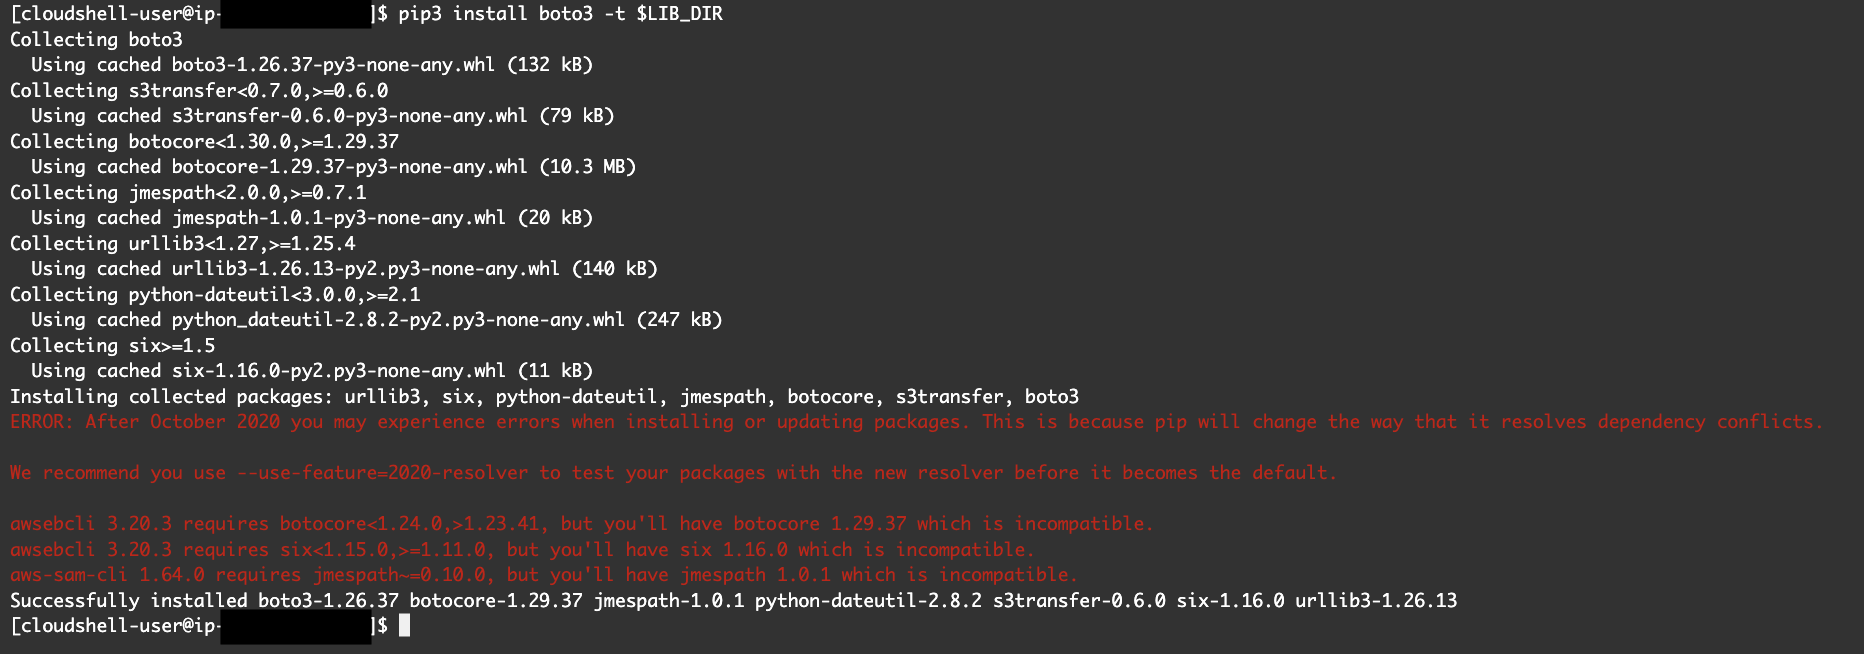 [cloudshell-user@ip- ]$ pip3 install boto3 -t $LIB_DIR
Collecting boto3
  Using cached boto3-1.26.37-py3-none-any.whl (132 kB)
Collecting s3transfer<0.7.0,>=0.6.0
  Using cached s3transfer-0.6.0-py3-none-any.whl (79 kB)
Collecting botocore<1.30.0,>=1.29.37
  Using cached botocore-1.29.37-py3-none-any.whl (10.3 MB)
Collecting jmespath<2.0.0,>=0.7.1
  Using cached jmespath-1.0.1-py3-none-any.whl (20 kB)
Collecting urllib3<1.27,>=1.25.4
  Using cached urllib3-1.26.13-py2.py3-none-any.whl (140 kB)
Collecting python-dateutil<3.0.0,>=2.1
  Using cached python_dateutil-2.8.2-py2.py3-none-any.whl (247 kB)
Collecting six>=1.5
  Using cached six-1.16.0-py2.py3-none-any.whl (11 kB)
Installing collected packages: urllib3, six, python-dateutil, jmespath, botocore, s3transfer, boto3
ERROR: After October 2020 you may experience errors when installing or updating packages. This is because pip will change the way that it resolves dependency conflicts.
We recommend you use --use-feature=2020-resolver to test your packages with the new resolver before it becomes the default.
awsebcli 3.20.3 requires botocore<1.24.0,>1.23.41, but you'll have botocore 1.29.37 which is incompatible.
awsebcli 3.20.3 requires six<1.15.0,>=1.11.0, but you'll have six 1.16.0 which is incompatible.
aws-sam-cli 1.64.0 requires jmespath~=0.10.0, but you'll have jmespath 1.0.1 which is incompatible.
Successfully installed boto3-1.26.37 botocore-1.29.37 jmespath-1.0.1 python-dateutil-2.8.2 s3transfer-0.6.0 six-1.16.0 urllib3-1.26.13
[cloudshell-user@ip- ]$